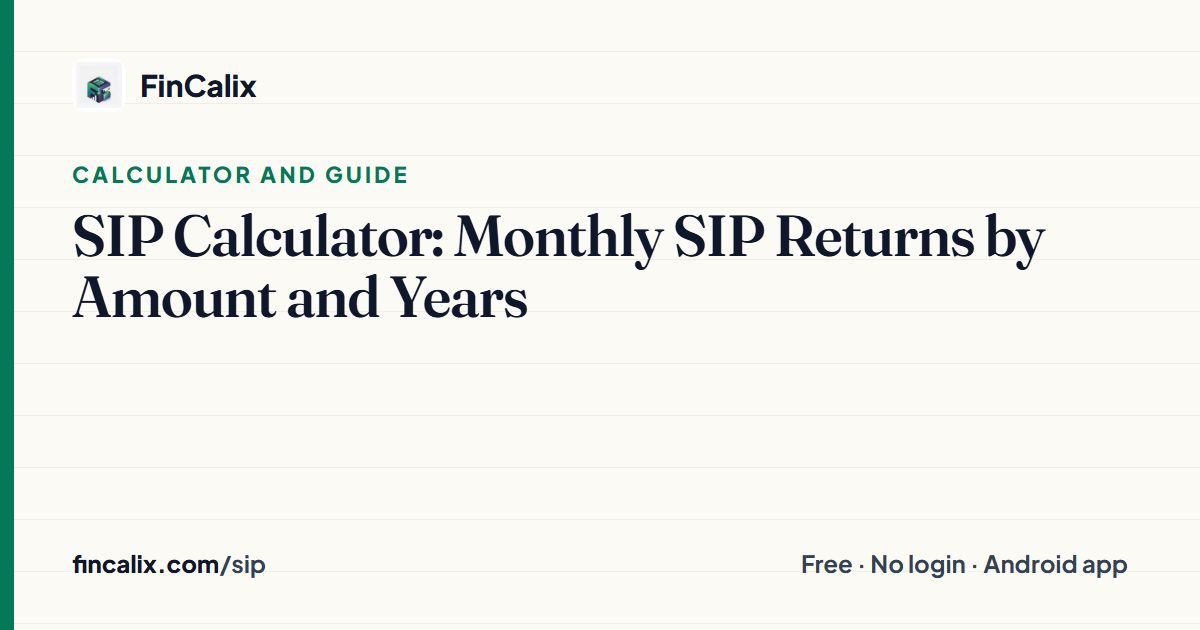 FinCalix
CALCULATOR AND GUIDE
SIP Calculator: Monthly SIP Returns by
Amount and Years
fincalix.com/sip
Free · No login · Android app